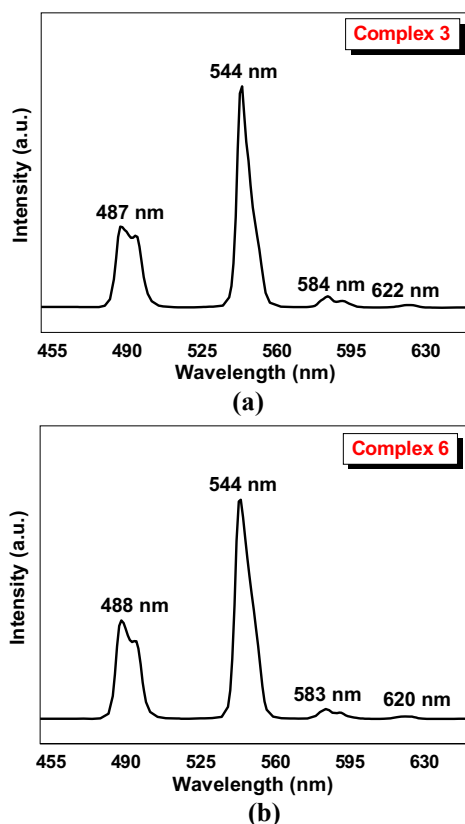 Complex 3
544 nm
487 nm
584 nm
622 nm
Intensity (a.u.)
455 490 525 560 595 630
Wavelength (nm)
(a)
Complex 6
544 nm
488 nm
583 nm
620 nm
Intensity (a.u.)
455 490 525 560 595 630
Wavelength (nm)
(b)